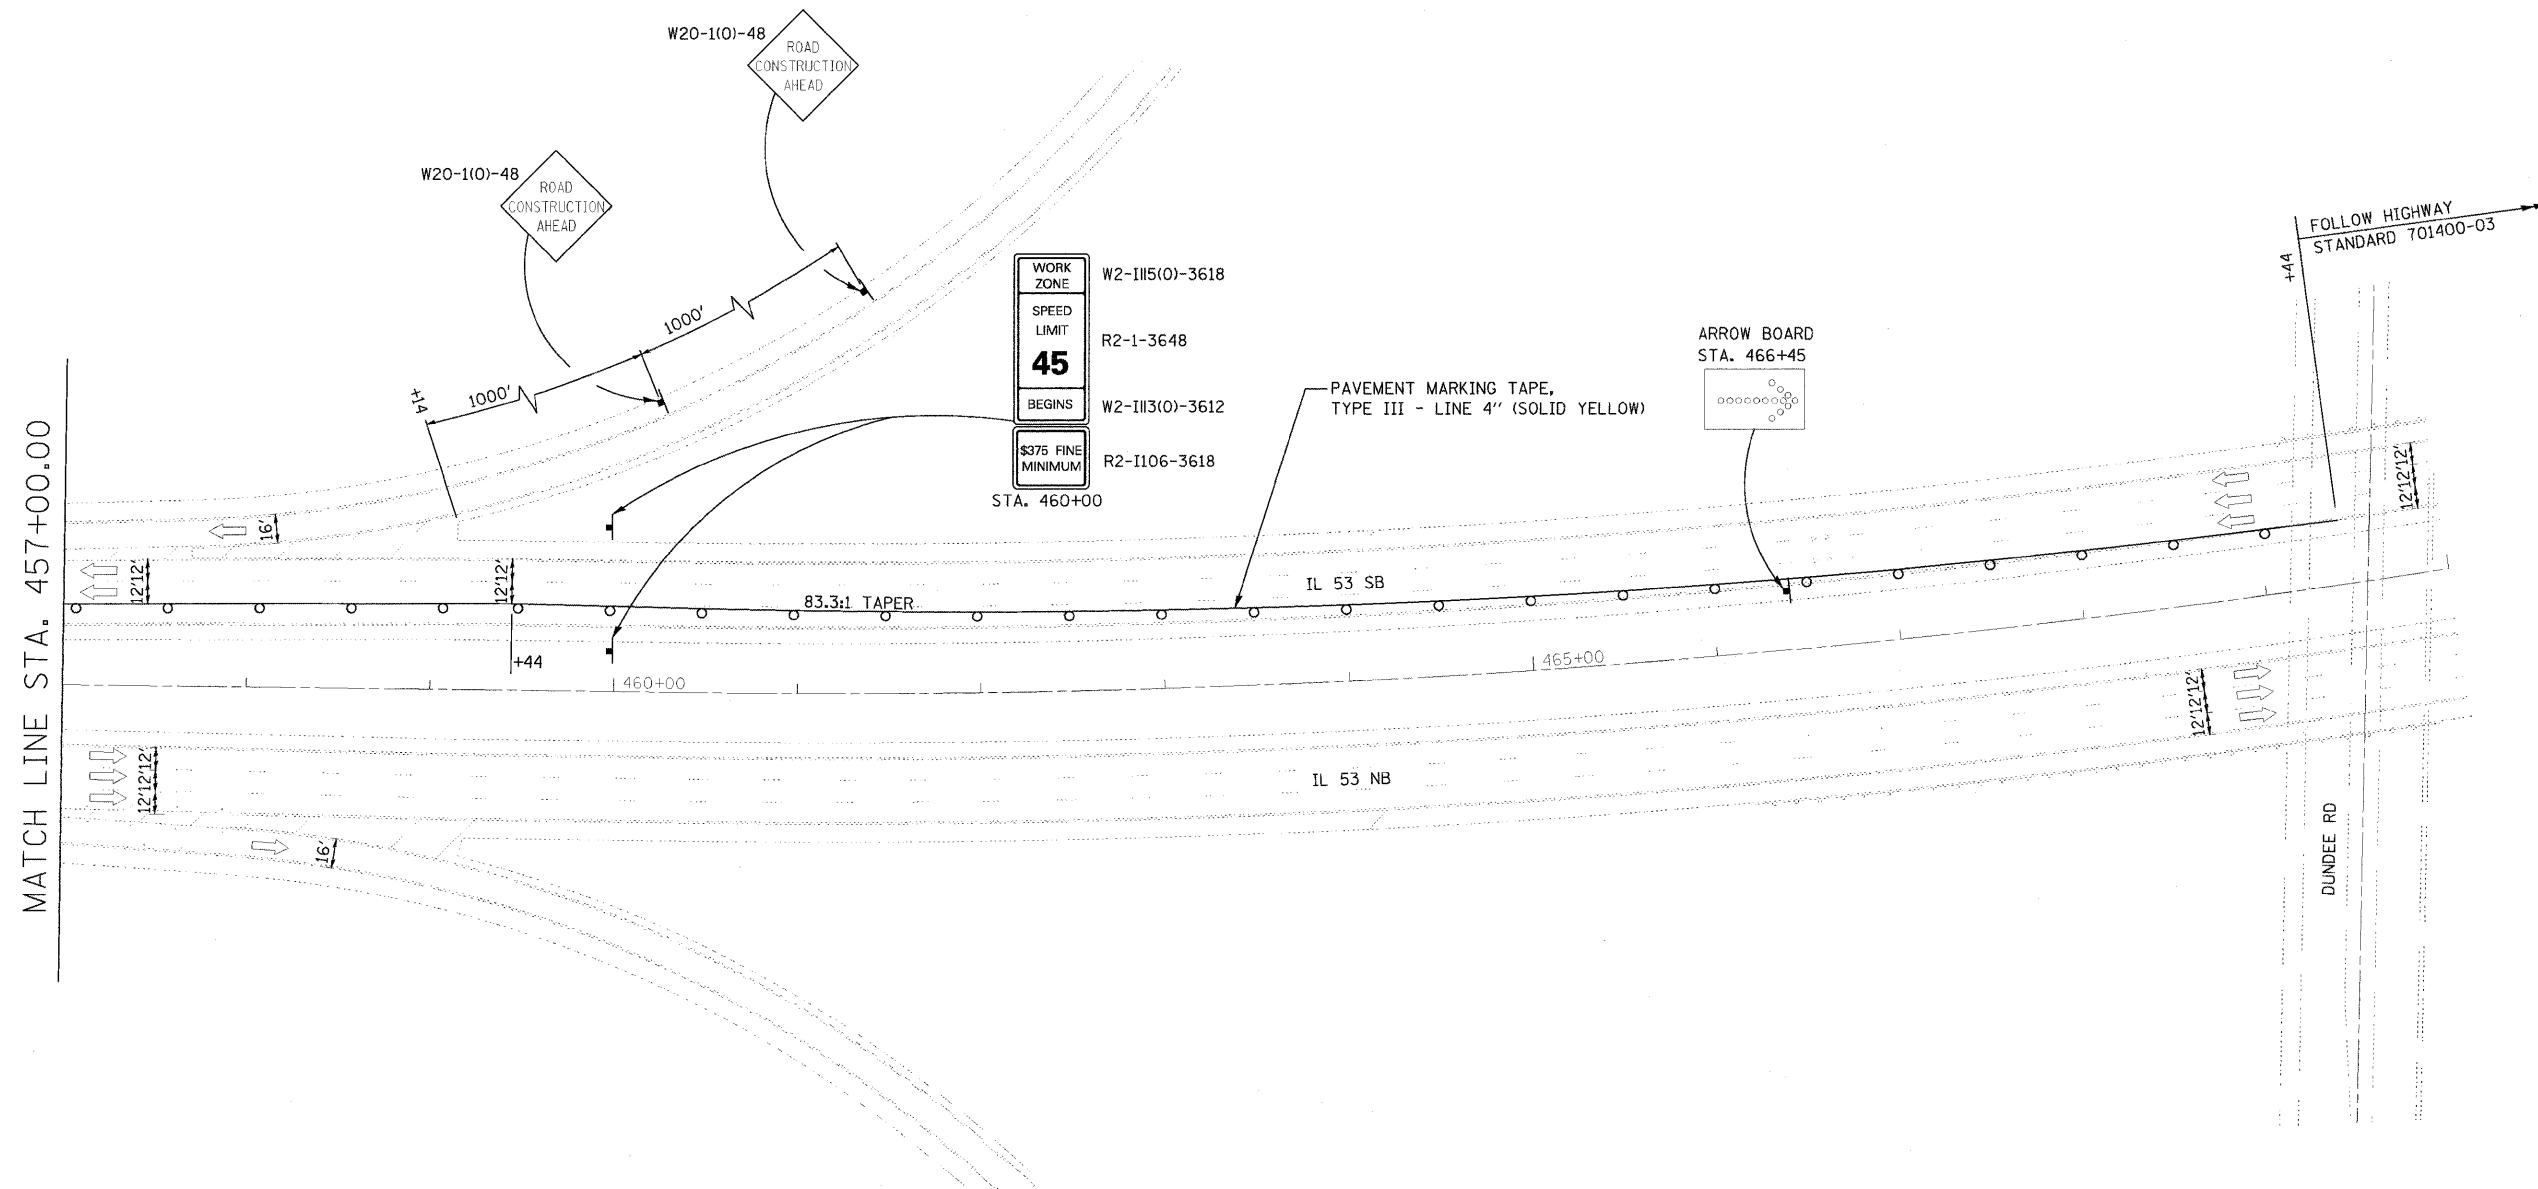 W20-1(O)-48
ROAD
CONSTRUCTION
AHEAD
W20-1(O)-48
ROAD
CONSTRUCTION
AHEAD
FOLLOW HIGHWAY
STANDARD 701400-03
+44
WORK
ZONE
W2-I115(O)-3618
SPEED
LIMIT
45
R2-1-3648
BEGINS
W2-I113(O)-3612
$375 FINE
MINIMUM
R2-I106-3618
STA. 460+00
1000'
1000'
+14
ARROW BOARD
STA. 466+45
PAVEMENT MARKING TAPE,
TYPE III - LINE 4" (SOLID YELLOW)
MATCH LINE STA. 457+00.00
16'
12'12'
12'12'
12'12'12'
IL 53 SB
83.3:1 TAPER
+44
460+00
465+00
12'12'12'
12'12'12'
IL 53 NB
16'
DUNDEE RD